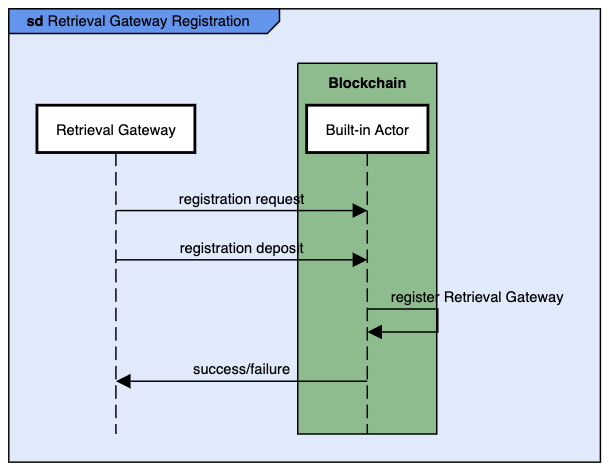 sd Retrieval Gateway Registration
Blockchain
Retrieval Gateway
Built-in Actor
registration request
registration deposit
register Retrieval Gateway
success/failure